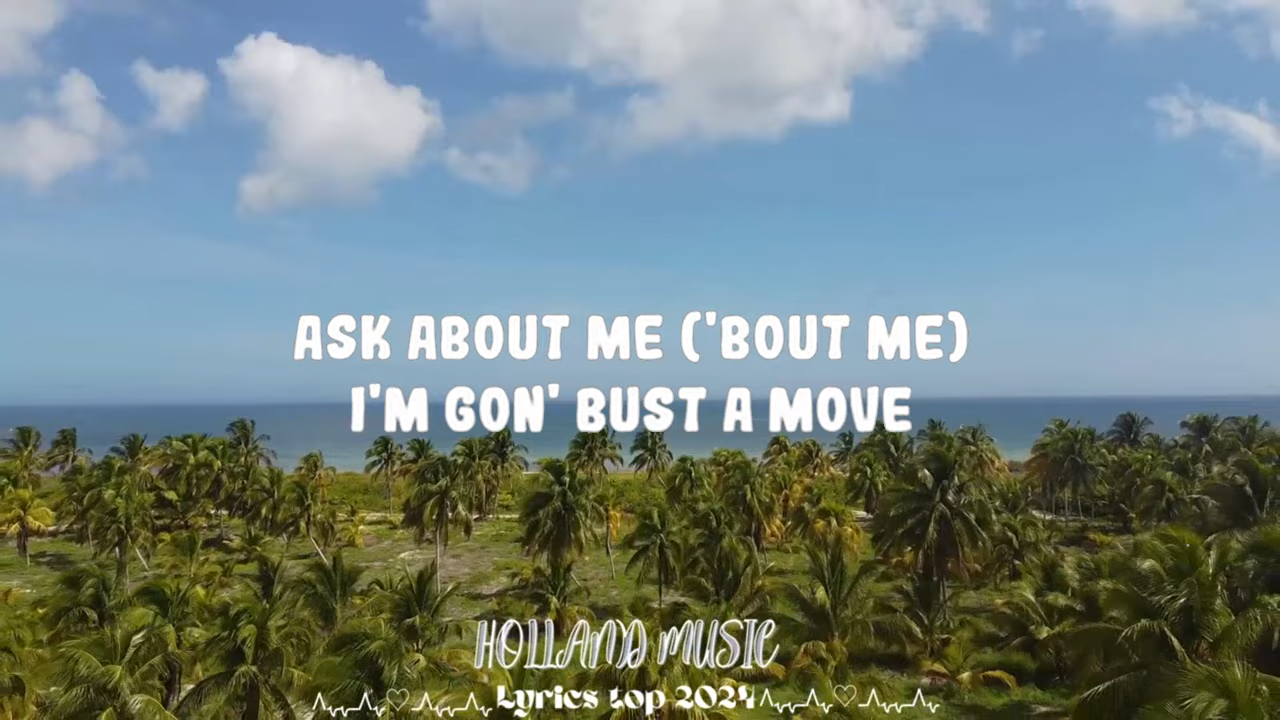 ASK ABOUT ME ('BOUT ME)
I'M GON' BUST A MOVE
HOLLAND MUSIC
Lyrics top 2024